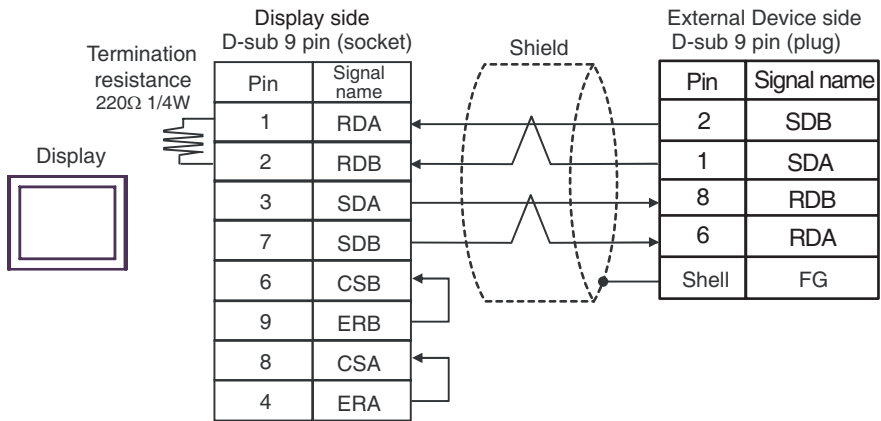 Display side
D-sub 9 pin (socket)
External Device side
D-sub 9 pin (plug)
Termination
resistance
220Ω 1/4W
Shield
Display
Pin Signal name
1 RDA
2 RDB
3 SDA
7 SDB
6 CSB
9 ERB
8 CSA
4 ERA
Pin Signal name
2 SDB
1 SDA
8 RDB
6 RDA
Shell FG